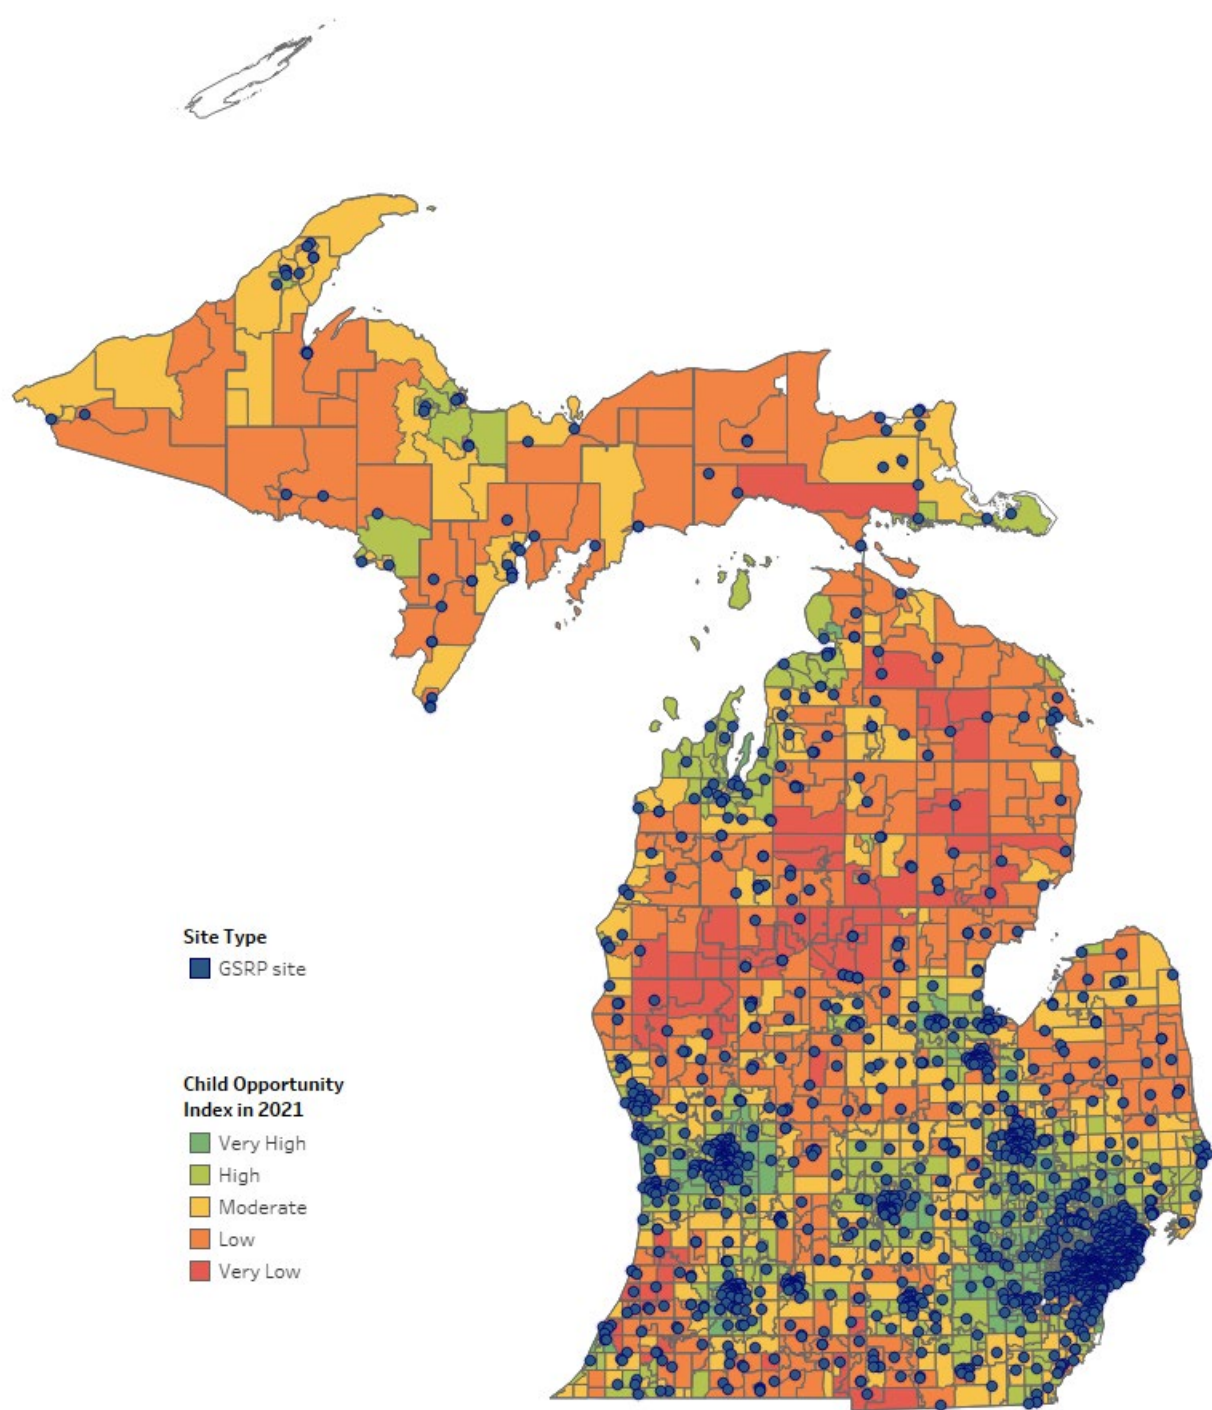 Site Type
GSRP site
Child Opportunity
Index in 2021
Very High
High
Moderate
Low
Very Low